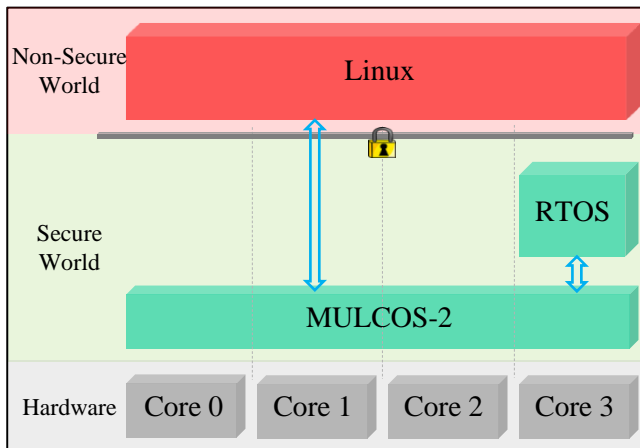 Non-Secure
World
Linux
RTOS
Secure
World
MULCOS-2
Hardware
Core 0
Core 1
Core 2
Core 3